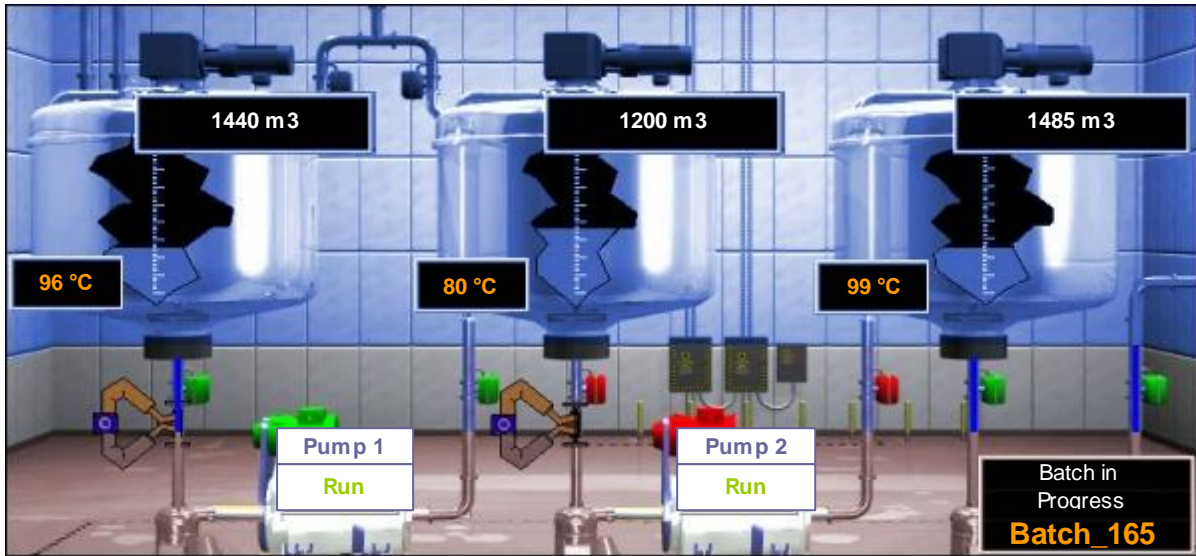 1440 m3
1200 m3
1485 m3
96 °C
80 °C
99 °C
Pump 1
Run
Pump 2
Run
Batch in
Progress
Batch_165